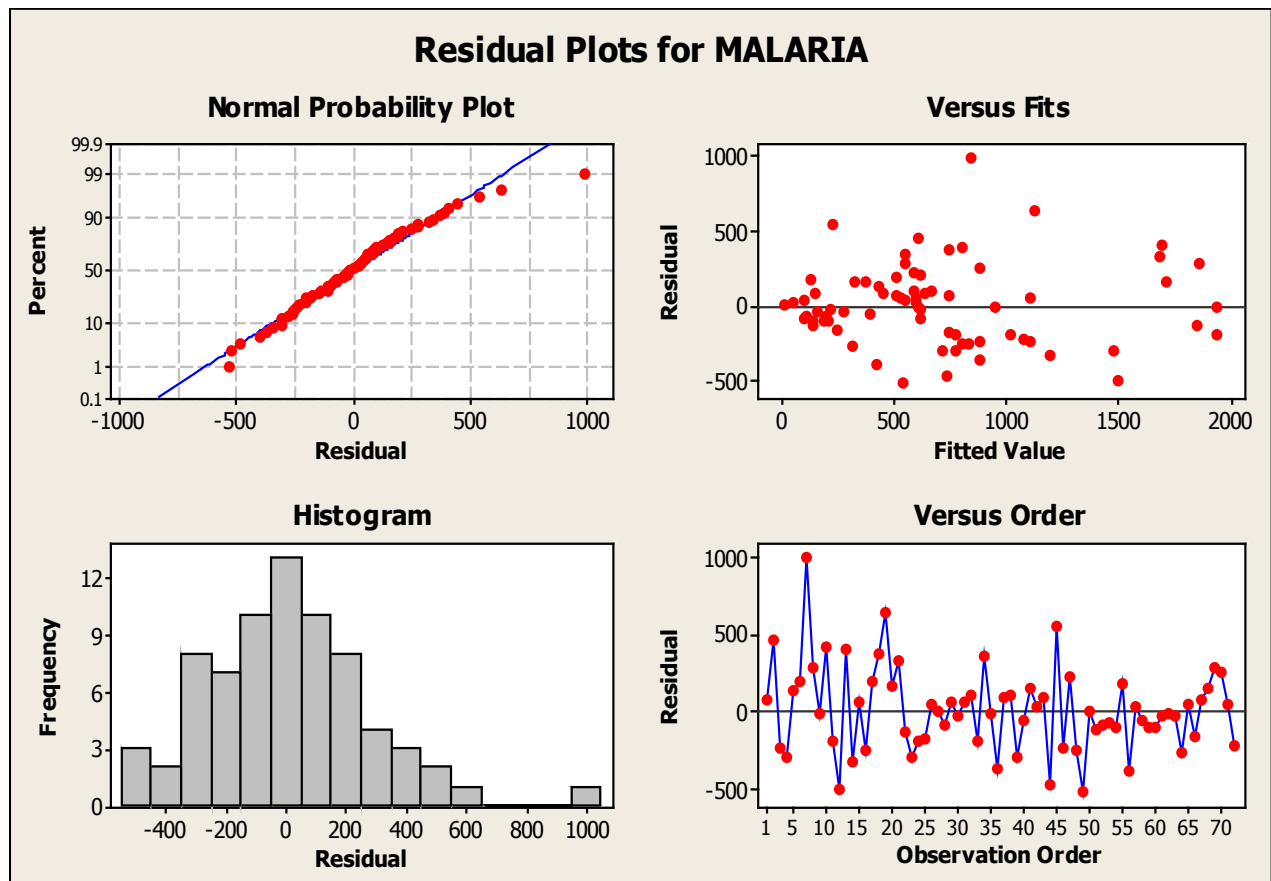 Residual Plots for MALARIA
Normal Probability Plot
99.9
99
90
50
10
1
0.1
Percent
-1000 -500 0 500 1000
Residual
Versus Fits
1000
500
0
-500
Residual
0 500 1000 1500 2000
Fitted Value
Histogram
12
9
6
3
0
Frequency
-400 -200 0 200 400 600 800 1000
Residual
Versus Order
1000
500
0
-500
Residual
1 5 10 15 20 25 30 35 40 45 50 55 60 65 70
Observation Order